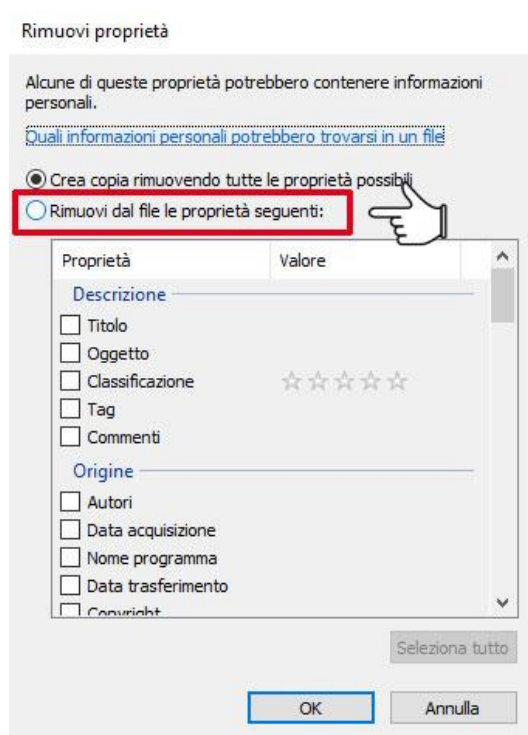 Rimuovi proprietà
Alcune di queste proprietà potrebbero contenere informazioni
personali.
Quali informazioni personali potrebbero trovarsi in un file
Crea copia rimuovendo tutte le proprietà possibili
Rimuovi dal file le proprietà seguenti:
Proprietà Valore
Descrizione
Titolo
Oggetto
Classificazione
Tag
Commenti
Origine
Autori
Data acquisizione
Nome programma
Data trasferimento
Copyright
Seleziona tutto
OK Annulla